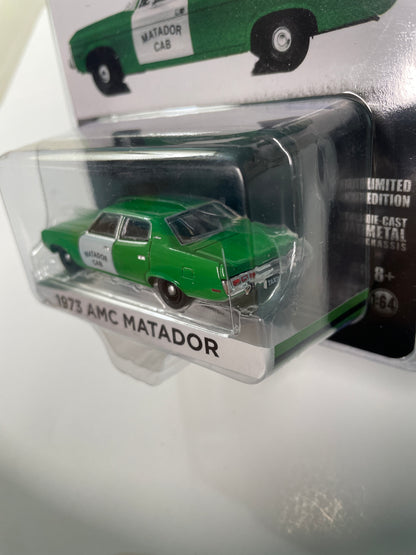 MATADOR
CAB
LIMITED
EDITION
DIE-CAST
METAL
CHASSIS
8+
1:64
MATADOR
CAB
1973 AMC MATADOR